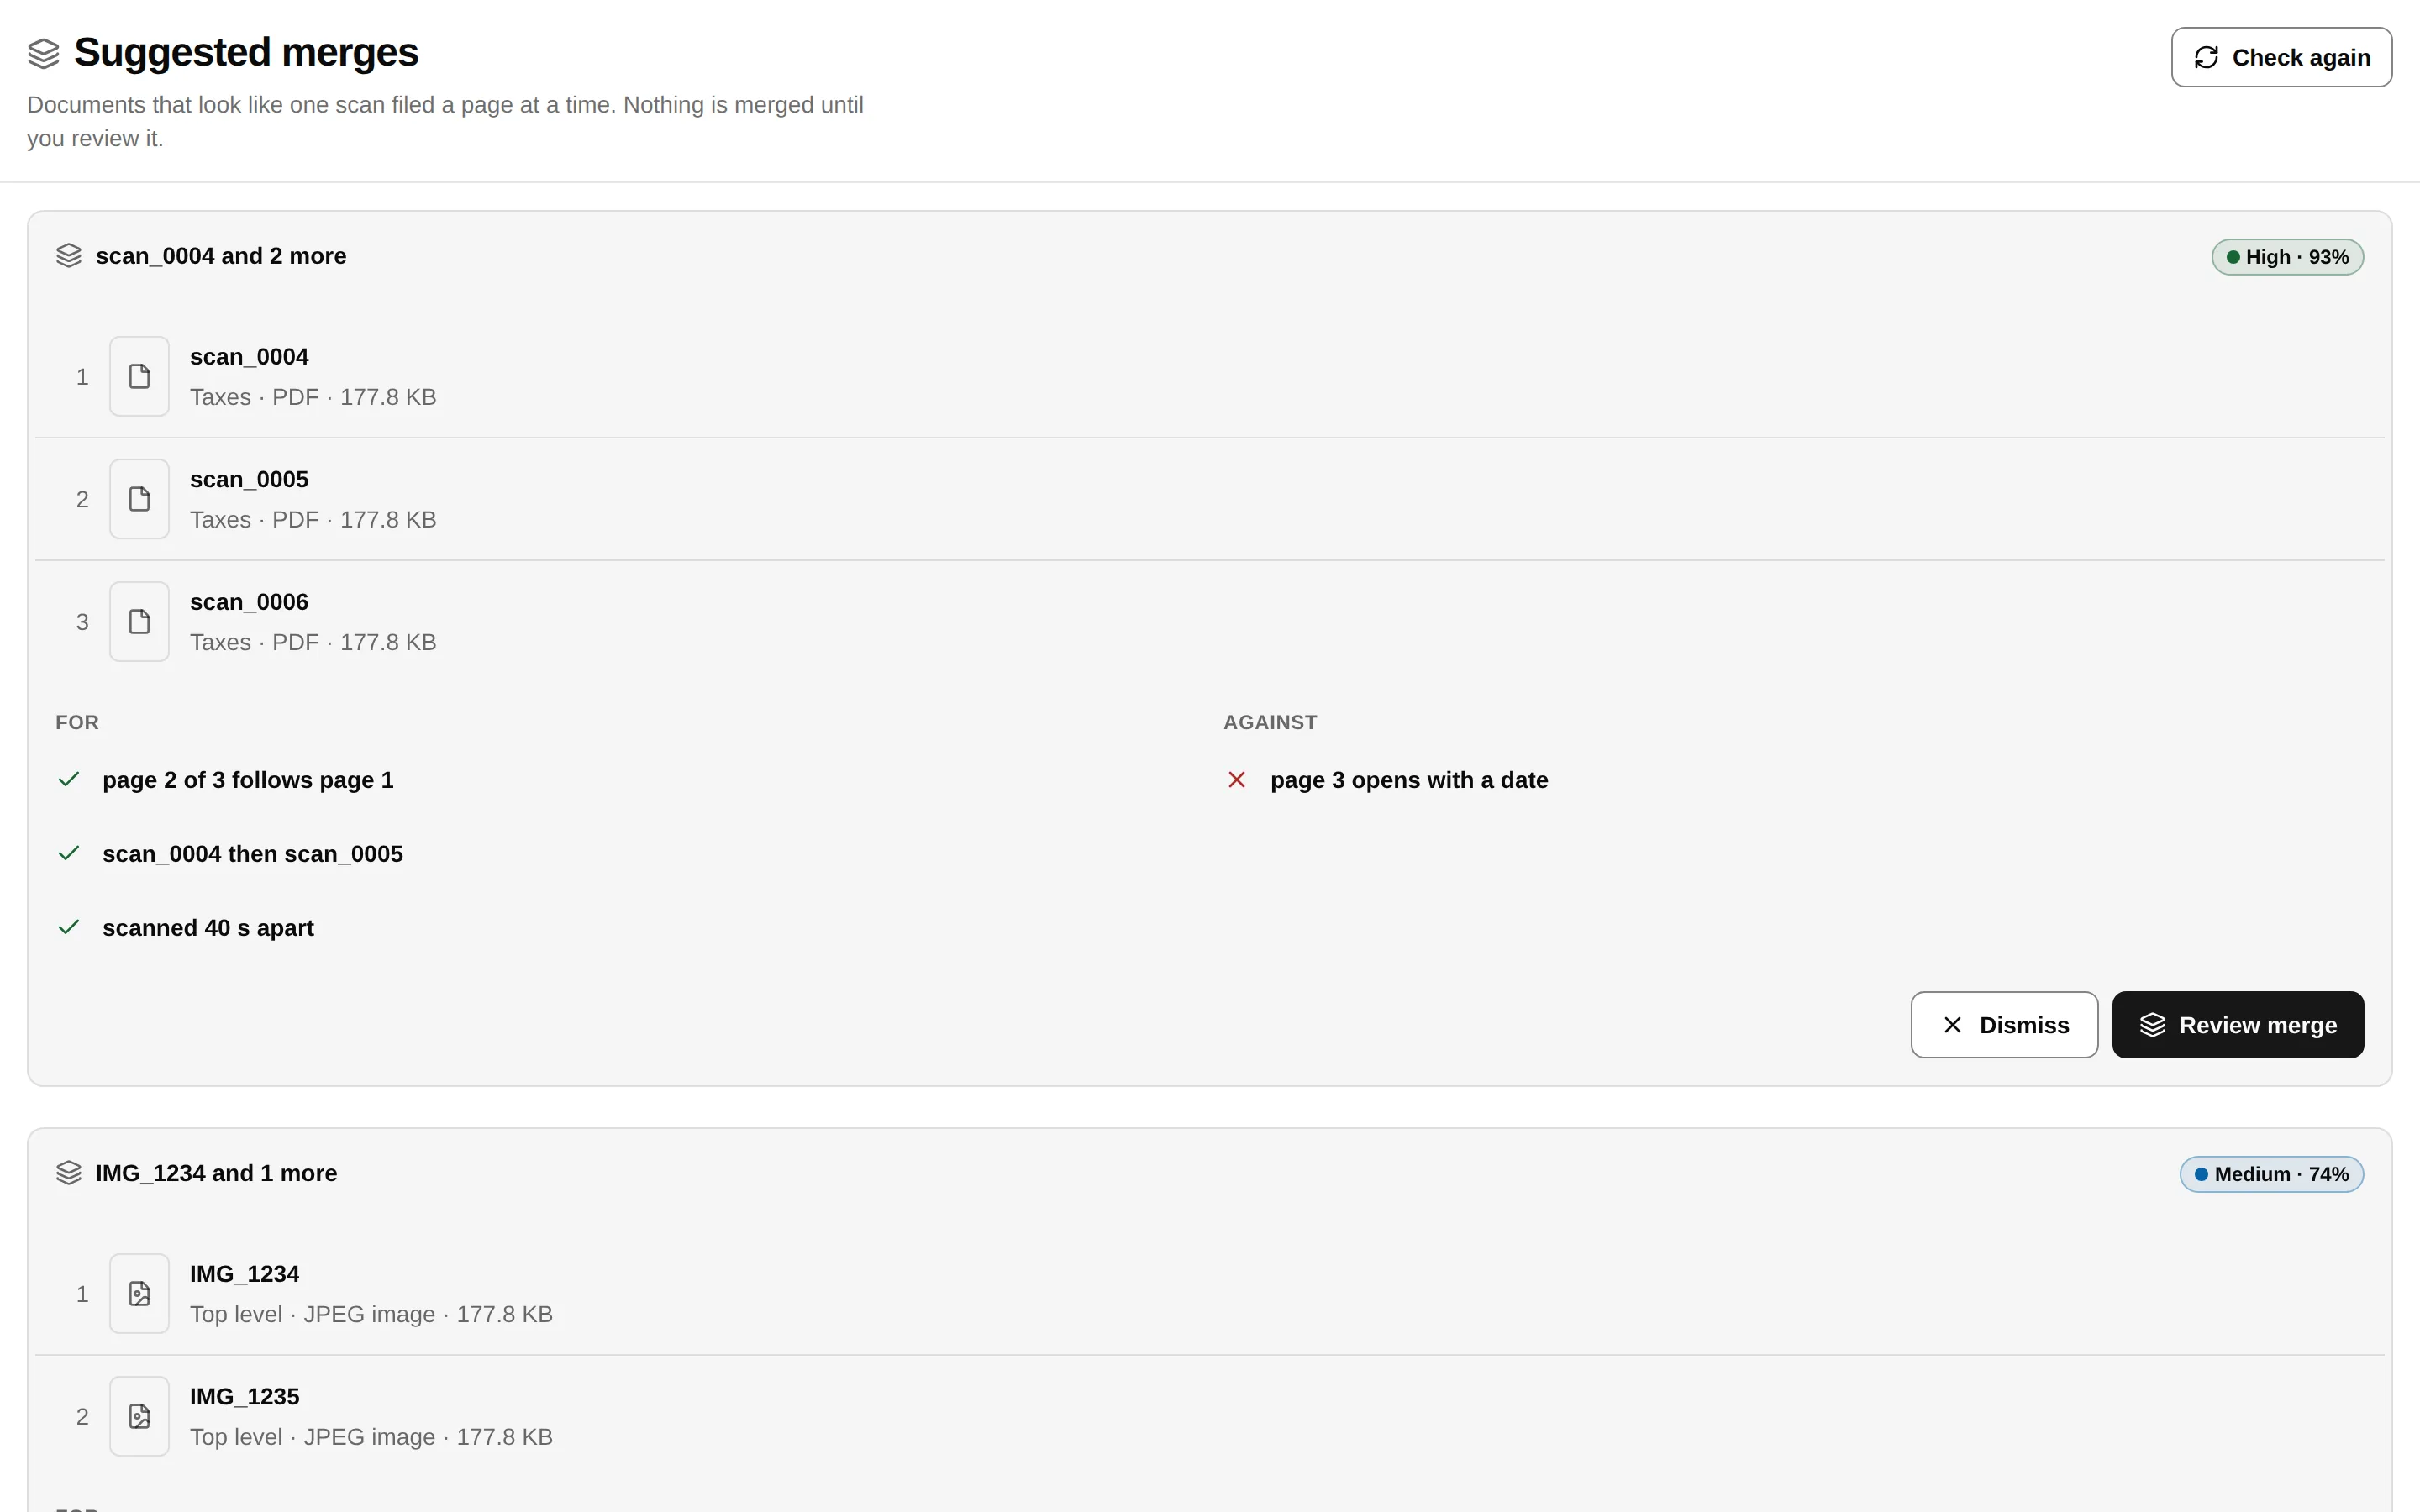 Suggested merges
Check again
Documents that look like one scan filed a page at a time. Nothing is merged until
you review it.
scan_0004 and 2 more
High · 93%
1
scan_0004
Taxes · PDF · 177.8 KB
2
scan_0005
Taxes · PDF · 177.8 KB
3
scan_0006
Taxes · PDF · 177.8 KB
FOR
AGAINST
page 2 of 3 follows page 1
page 3 opens with a date
scan_0004 then scan_0005
scanned 40 s apart
Dismiss
Review merge
IMG_1234 and 1 more
Medium · 74%
1
IMG_1234
Top level · JPEG image · 177.8 KB
2
IMG_1235
Top level · JPEG image · 177.8 KB